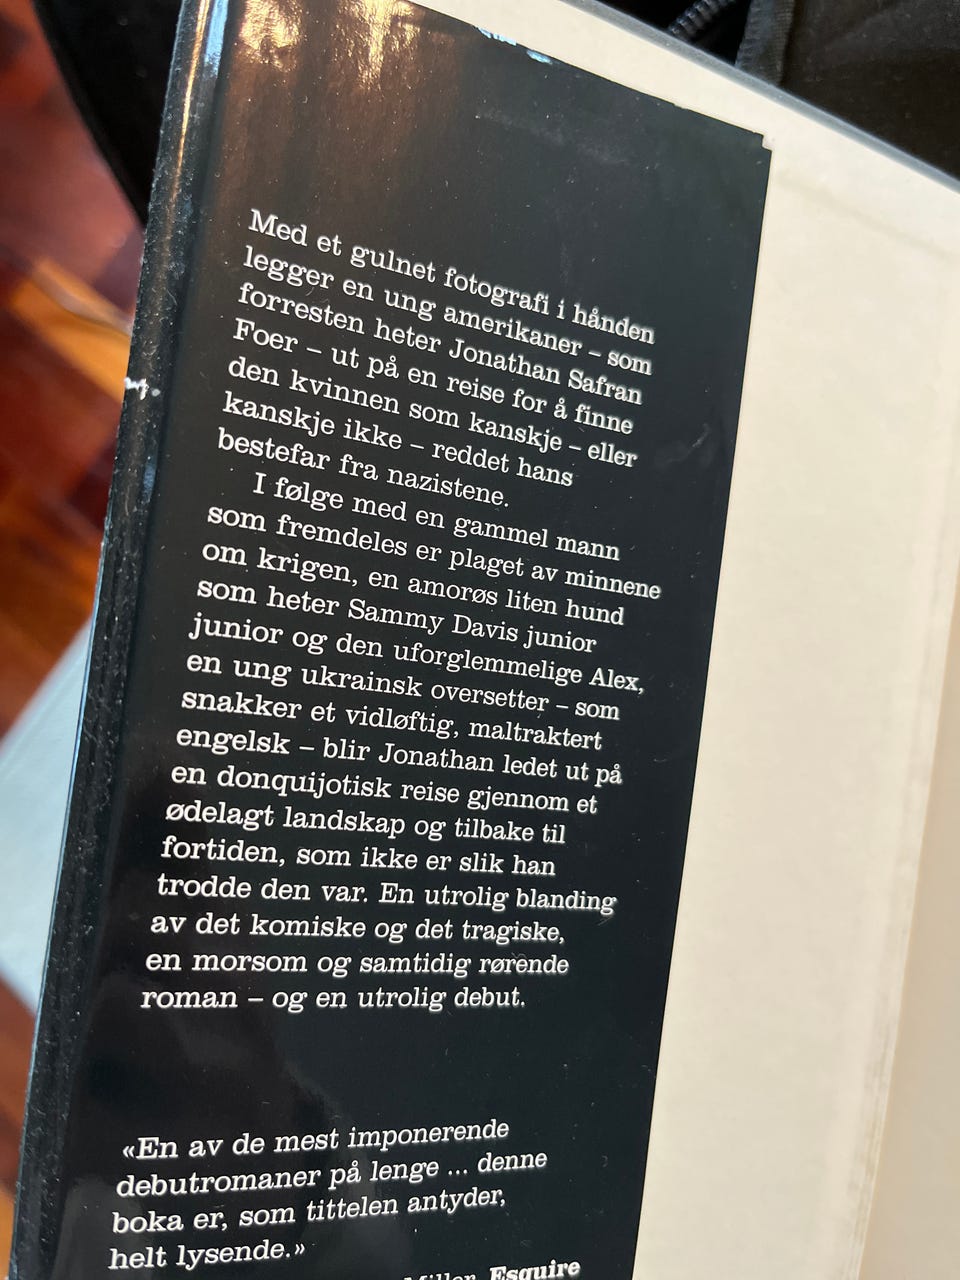 Med et gulnet fotografi i hånden
legger en ung amerikaner – som
forresten heter Jonathan Safran
Foer – ut på en reise for å finne
den kvinnen som kanskje – eller
kanskje ikke – reddet hans
bestefar fra nazistene.
I følge med en gammel mann
som fremdeles er plaget av minnene
om krigen, en amorøs liten hund
som heter Sammy Davis junior
junior og den uforglemmelige Alex,
en ung ukrainsk oversetter – som
snakker et vidløftig, maltraktert
engelsk – blir Jonathan ledet ut på
en donquijotisk reise gjennom et
ødelagt landskap og tilbake til
fortiden, som ikke er slik han
trodde den var. En utrolig blanding
av det komiske og det tragiske,
en morsom og samtidig rørende
roman – og en utrolig debut.
«En av de mest imponerende
debutromaner på lenge ... denne
boka er, som tittelen antyder,
helt lysende.»
Miller, Esquire